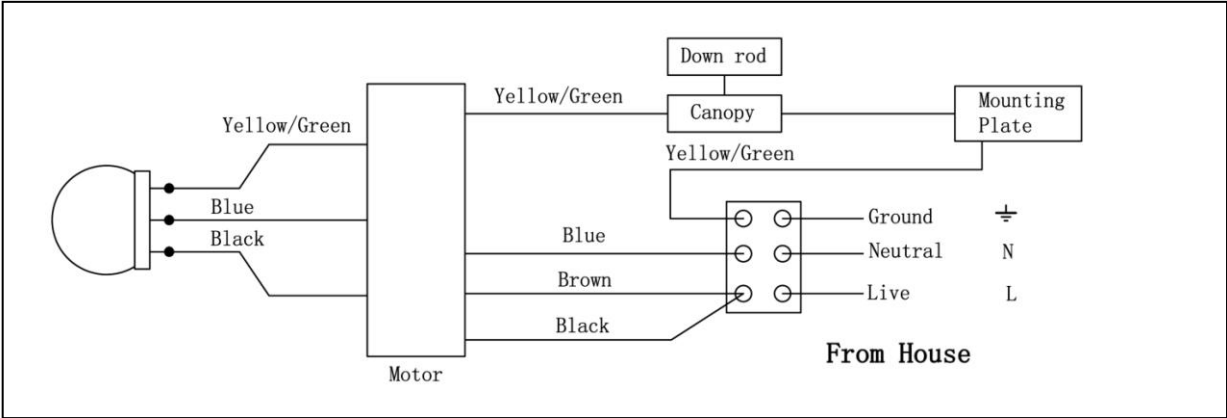 Down rod
Yellow/Green
Canopy
Mounting
Plate
Yellow/Green
Yellow/Green
Blue
Black
Blue
Brown
Black
Ground
Neutral N
Live L
From House
Motor